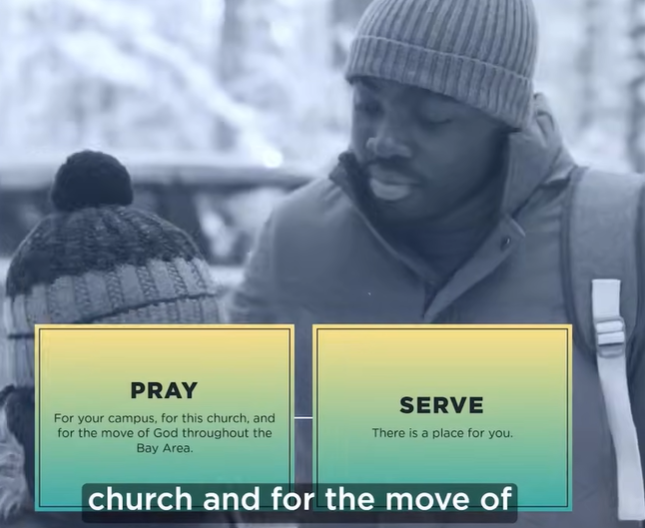 PRAY
For your campus, for this church, and
for the move of God throughout the
Bay Area.
SERVE
There is a place for you.
church and for the move of